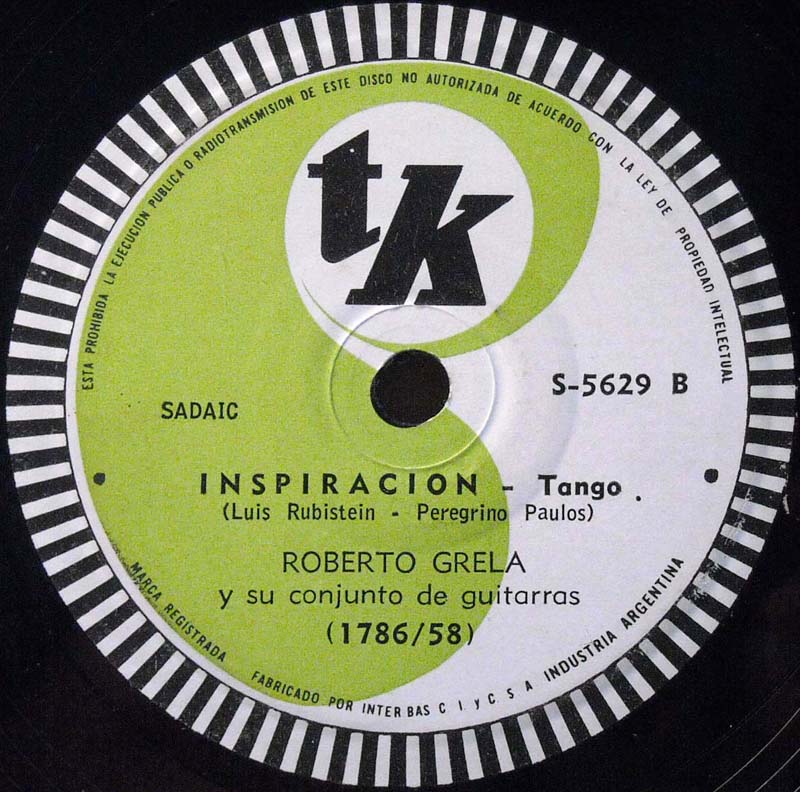 ESTA PROHIBIDA LA EJECUCION PUBLICA O RADIOTRANSMISION DE ESTE DISCO NO AUTORIZADA DE ACUERDO CON LA LEY DE PROPIEDAD INTELECTUAL
tk
S-5629 B
SADAIC
INSPIRACION - Tango .
(Luis Rubistein - Peregrino Paulos)
ROBERTO GRELA
y su conjunto de guitarras
(1786/58)
MARCA REGISTRADA
FABRICADO POR INTER BAS C I. y C. S A INDUSTRIA ARGENTINA